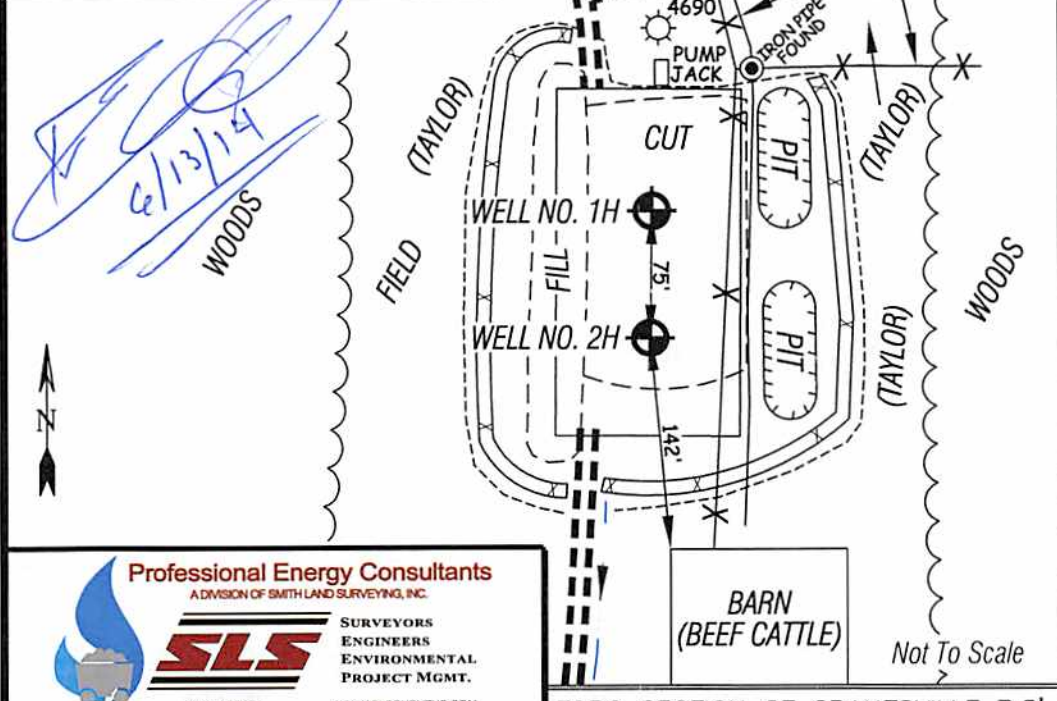 4690
PUMP
JACK
IRON PIPE
FOUND
(TAYLOR)
(TAYLOR)
6/13/14
CUT
PIT
WOODS
WELL NO. 1H
FIELD
FILL
75'
WOODS
WELL NO. 2H
PIT
(TAYLOR)
N
142'
BARN
(BEEF CATTLE)
Not To Scale
Professional Energy Consultants
A DIVISION OF SMITH LAND SURVEYING, INC.
SLS
SURVEYORS
ENGINEERS
ENVIRONMENTAL
PROJECT MGMT.